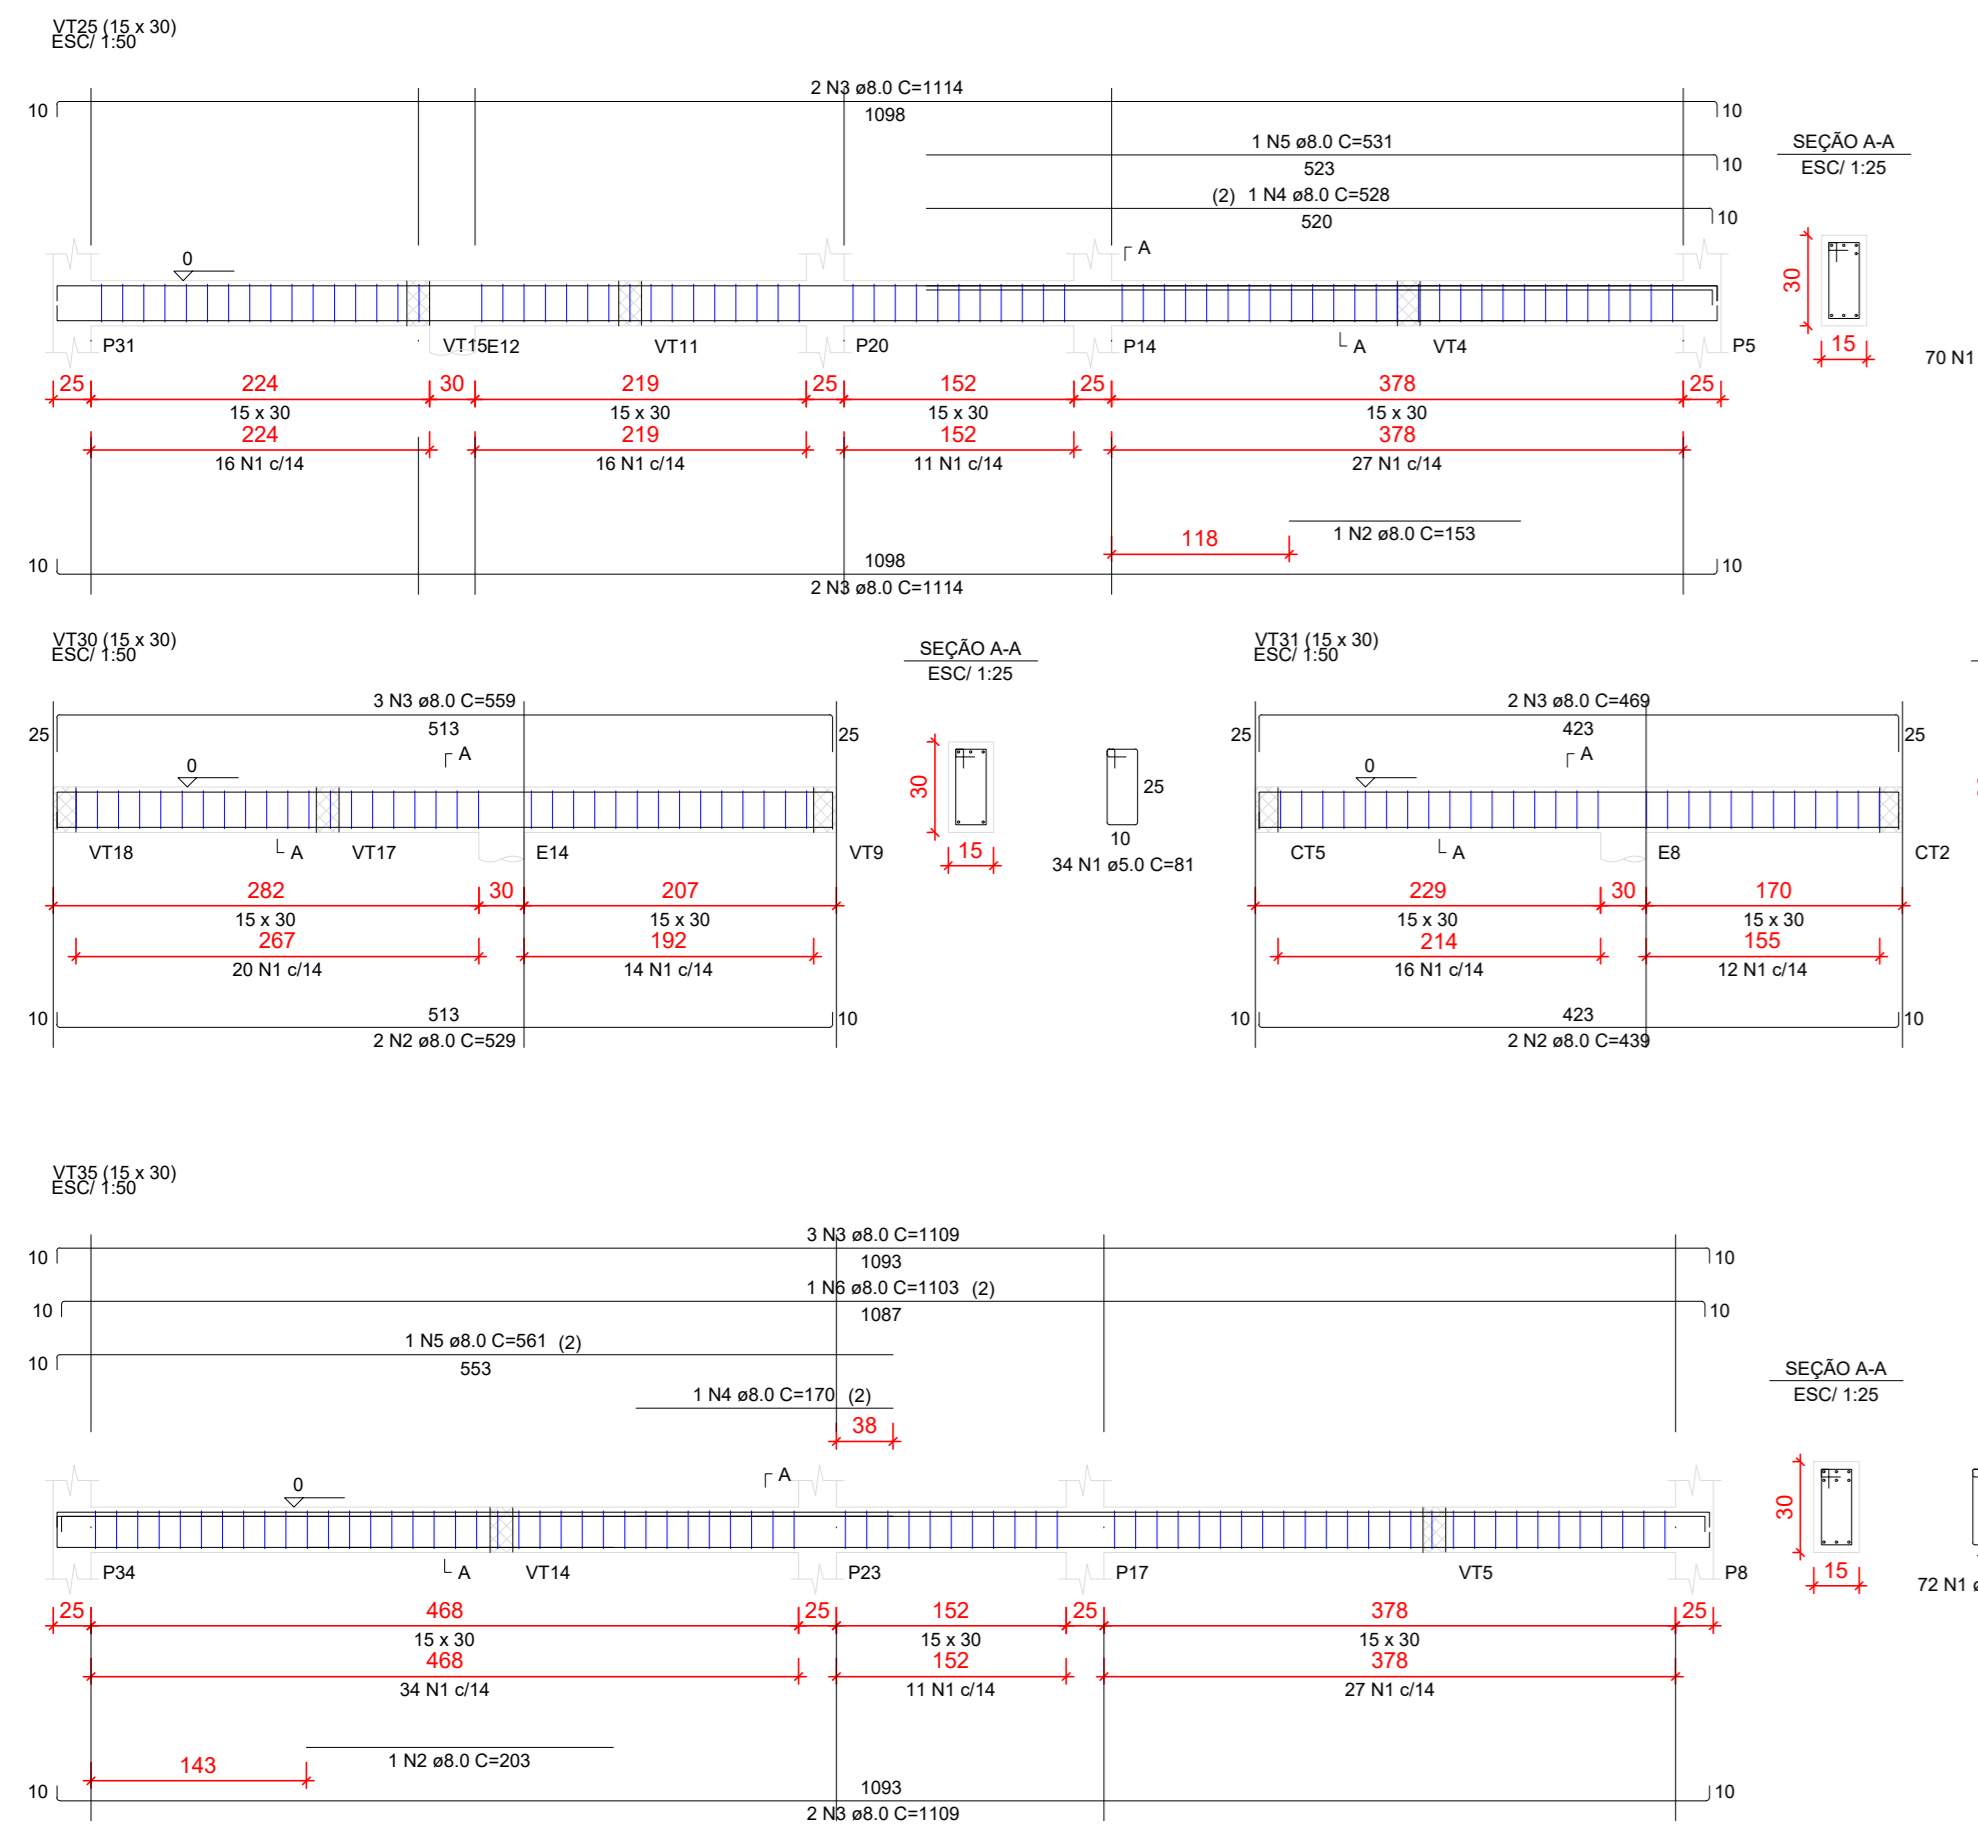 VT25 (15 x 30)
ESC/ 1:50
2 N3 ø8.0 C=1114
10 1098 10
1 N5 ø8.0 C=531
523 10
(2) 1 N4 ø8.0 C=528
520 10
SEÇÃO A-A
ESC/ 1:25
A
0
30
P31 VT15 E12 VT11 P20 P14 A VT4 P5
15
70 N1
25 224 30 219 25 152 25 378 25
15 x 30 15 x 30 15 x 30 15 x 30
224 219 152 378
16 N1 c/14 16 N1 c/14 11 N1 c/14 27 N1 c/14
118 1 N2 ø8.0 C=153
10 1098 10
2 N3 ø8.0 C=1114
VT30 (15 x 30)
ESC/ 1:50
SEÇÃO A-A
ESC/ 1:25
3 N3 ø8.0 C=559
25 513 25
A
0
30
25
VT18 A VT17 E14 VT9
15
10
34 N1 ø5.0 C=81
282 30 207
15 x 30 15 x 30
267 192
20 N1 c/14 14 N1 c/14
10 513 10
2 N2 ø8.0 C=529
VT31 (15 x 30)
ESC/ 1:50
2 N3 ø8.0 C=469
25 423 25
A
0
CT5 A E8 CT2
229 30 170
15 x 30 15 x 30
214 155
16 N1 c/14 12 N1 c/14
10 423 10
2 N2 ø8.0 C=439
VT35 (15 x 30)
ESC/ 1:50
3 N3 ø8.0 C=1109
10 1093 10
1 N6 ø8.0 C=1103 (2)
10 1087 10
1 N5 ø8.0 C=561 (2)
10 553
1 N4 ø8.0 C=170 (2)
38
SEÇÃO A-A
ESC/ 1:25
A
0
30
P34 A VT14 P23 P17 VT5 P8
15
72 N1 ø
25 468 25 152 25 378 25
15 x 30 15 x 30 15 x 30
468 152 378
34 N1 c/14 11 N1 c/14 27 N1 c/14
143 1 N2 ø8.0 C=203
10 1093 10
2 N3 ø8.0 C=1109